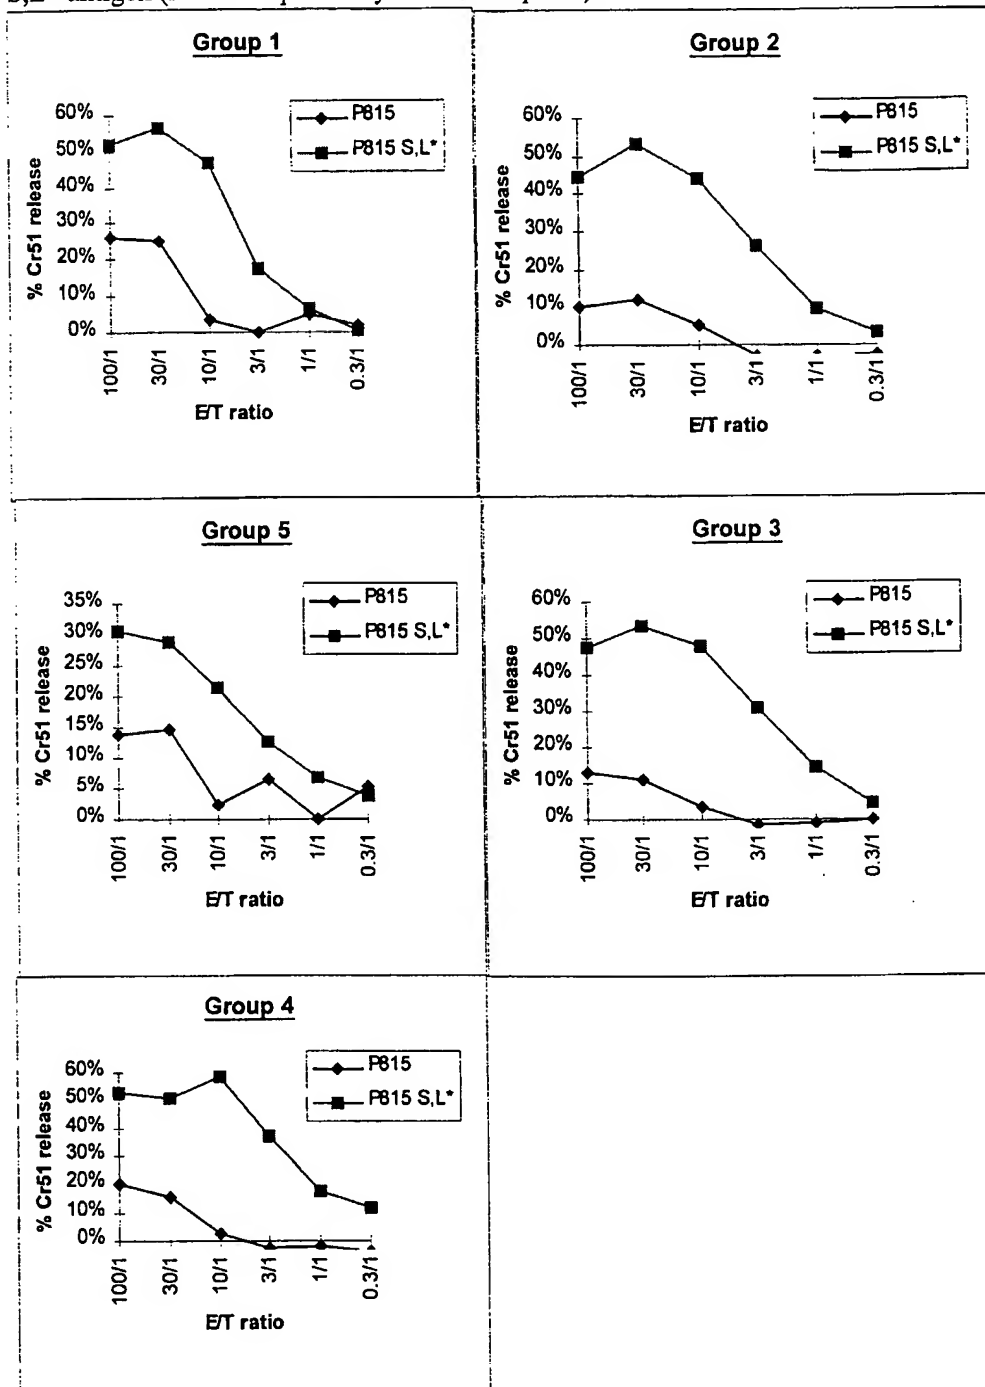 Group 1
P815
P815 S,L*
% Cr51 release
60%
50%
40%
30%
20%
10%
0%
100/1
30/1
10/1
3/1
1/1
0.3/1
E/T ratio
Group 2
P815
P815 S,L*
% Cr51 release
60%
50%
40%
30%
20%
10%
0%
100/1
30/1
10/1
3/1
1/1
0.3/1
E/T ratio
Group 5
P815
P815 S,L*
% Cr51 release
35%
30%
25%
20%
15%
10%
5%
0%
100/1
30/1
10/1
3/1
1/1
0.3/1
E/T ratio
Group 3
P815
P815 S,L*
% Cr51 release
60%
50%
40%
30%
20%
10%
0%
100/1
30/1
10/1
3/1
1/1
0.3/1
E/T ratio
Group 4
P815
P815 S,L*
% Cr51 release
60%
50%
40%
30%
20%
10%
0%
100/1
30/1
10/1
3/1
1/1
0.3/1
E/T ratio